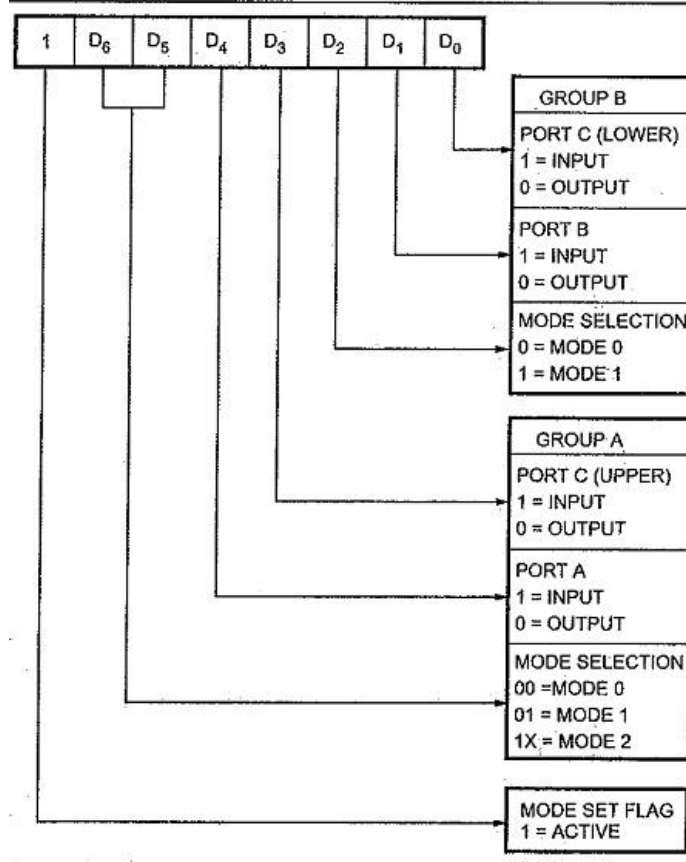 1 D₆ D₅ D₄ D₃ D₂ D₁ D₀
GROUP B
PORT C (LOWER)
1 = INPUT
0 = OUTPUT
PORT B
1 = INPUT
0 = OUTPUT
MODE SELECTION
0 = MODE 0
1 = MODE 1
GROUP A
PORT C (UPPER)
1 = INPUT
0 = OUTPUT
PORT A
1 = INPUT
0 = OUTPUT
MODE SELECTION
00 =MODE 0
01 = MODE 1
1X = MODE 2
MODE SET FLAG
1 = ACTIVE